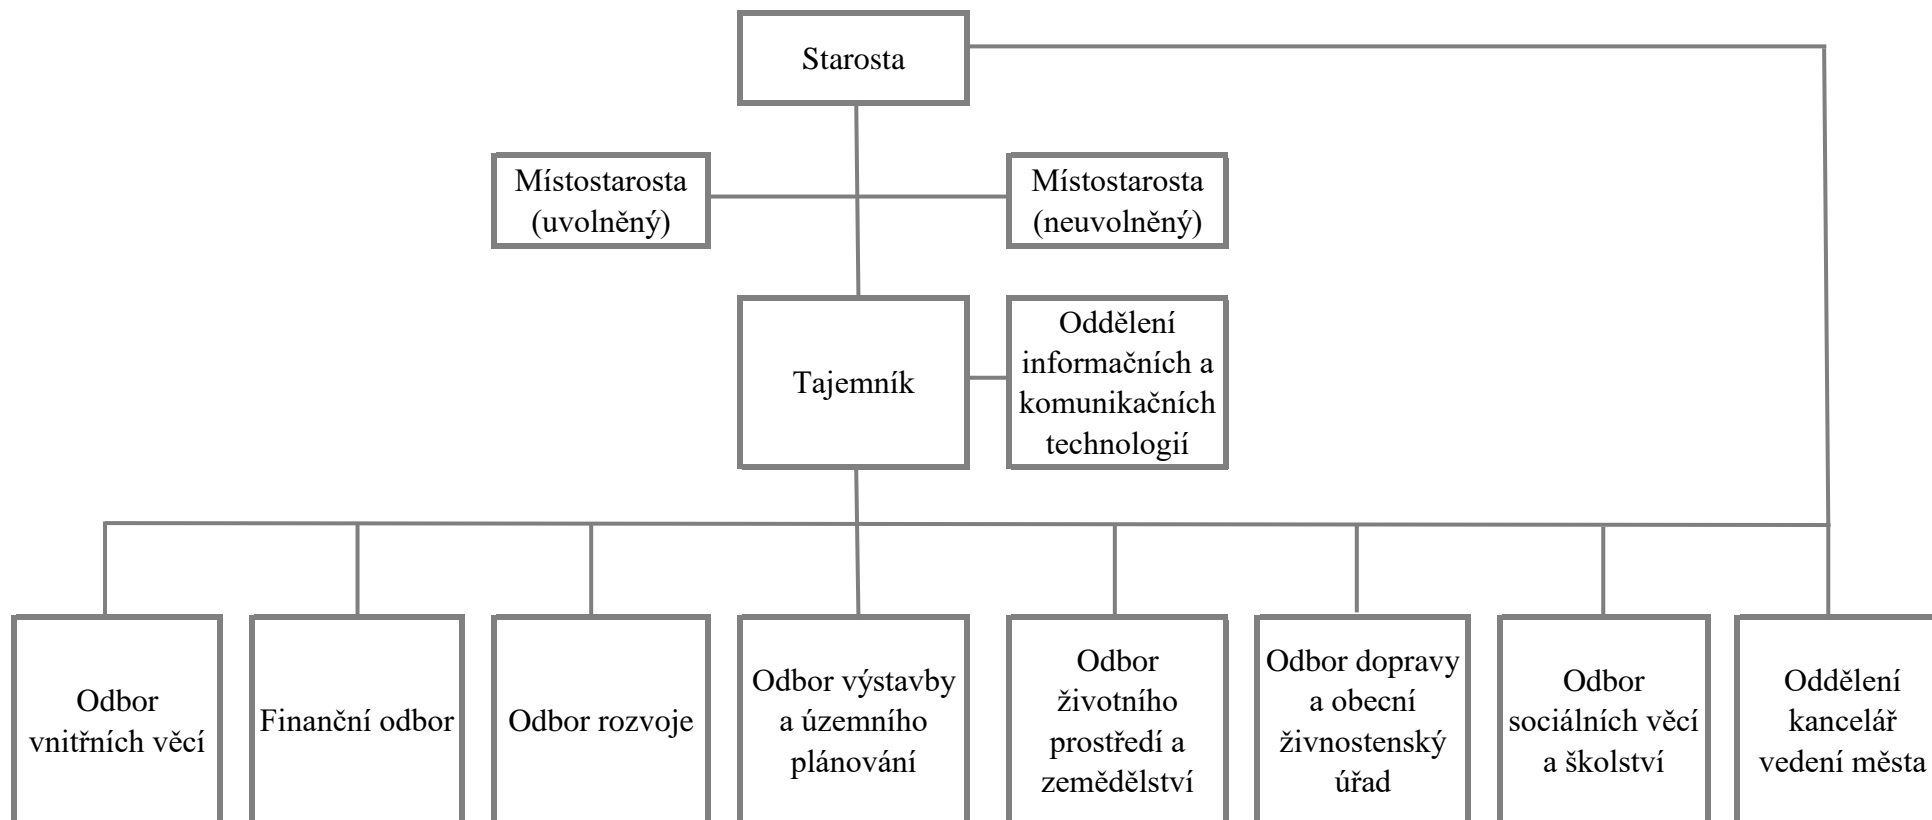 Starosta
Místostarosta
(uvolněný)
Místostarosta
(neuvolněný)
Tajemník
Oddělení
informačních a
komunikačních
technologií
Odbor
vnitřních věcí
Finanční odbor
Odbor rozvoje
Odbor výstavby
a územního
plánování
Odbor
životního
prostředí a
zemědělství
Odbor dopravy
a obecní
živnostenský
úřad
Odbor
sociálních věcí
a školství
Oddělení
kancelář
vedení města